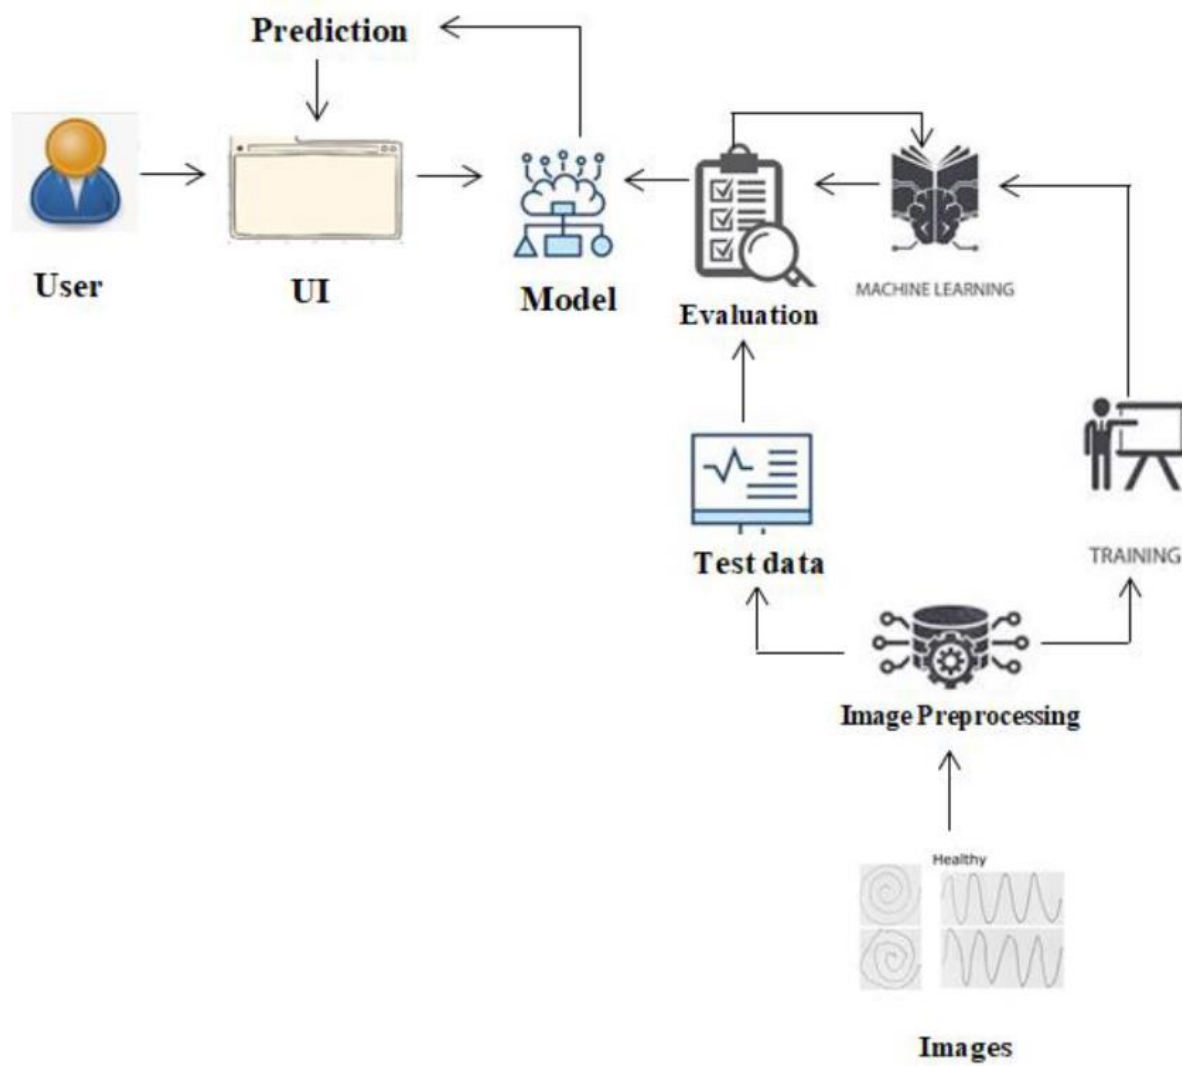 Prediction
User
UI
Model
Evaluation
MACHINE LEARNING
Test data
TRAINING
Image Preprocessing
Healthy
Images